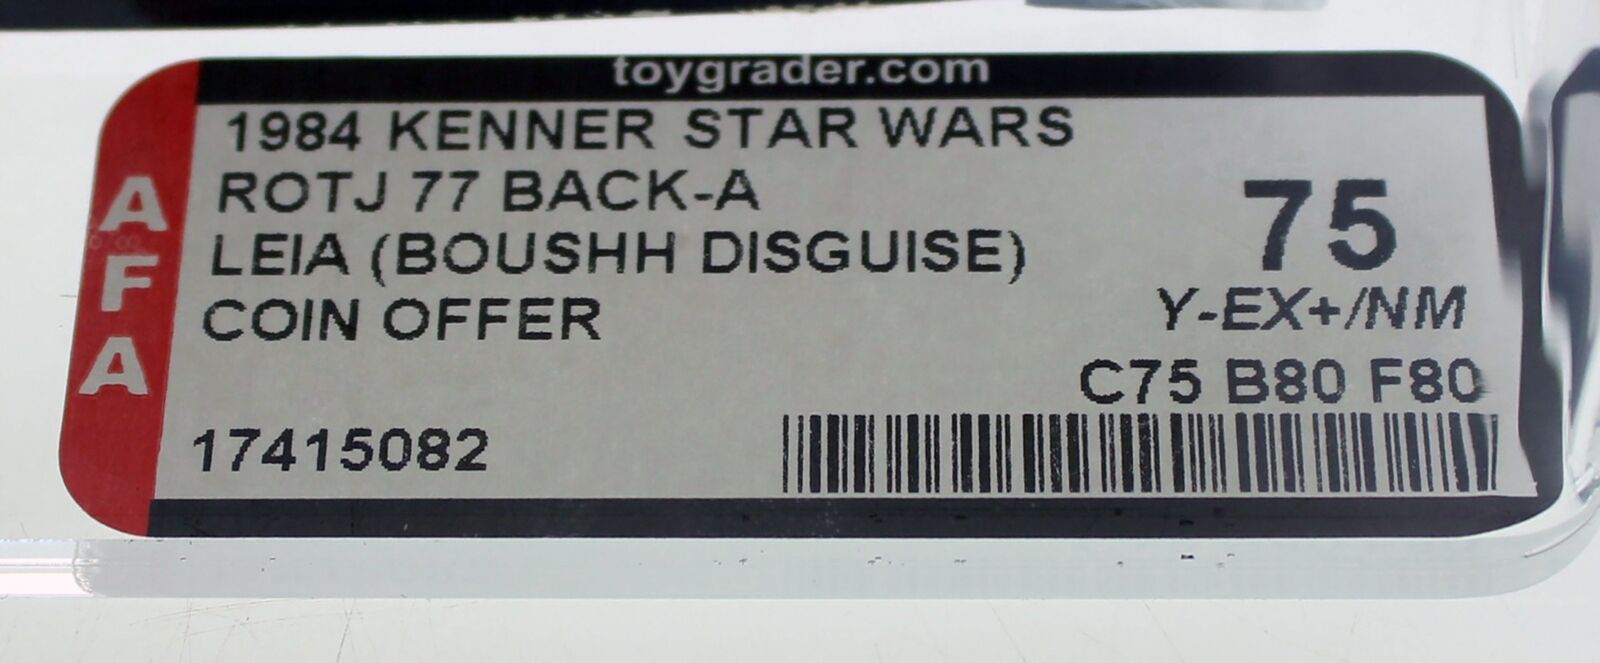 toygrader.com
AFA
1984 KENNER STAR WARS
ROTJ 77 BACK-A
LEIA (BOUSHH DISGUISE)
COIN OFFER
75
Y-EX+/NM
C75 B80 F80
17415082